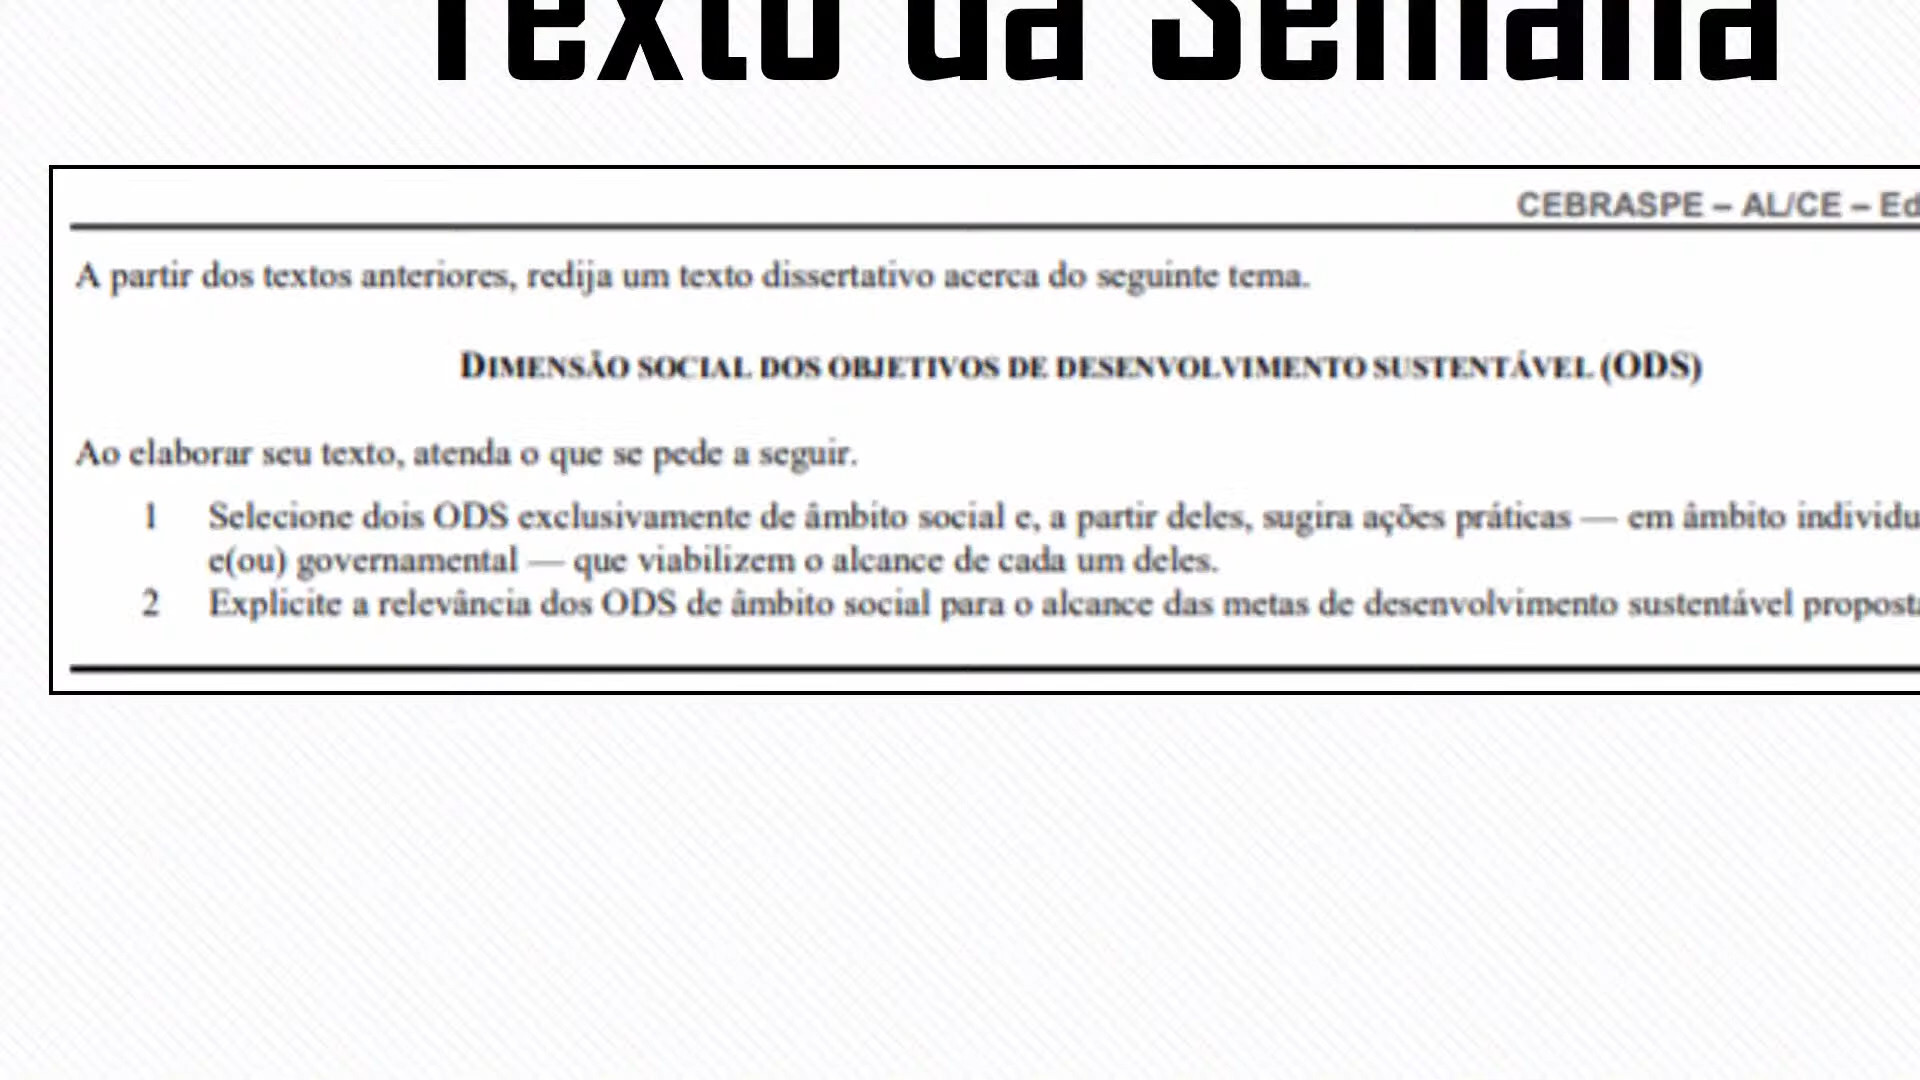 Texto da Semana
CEBRASPE – AL/CE –
A partir dos textos anteriores, redija um texto dissertativo acerca do seguinte tema.
DIMENSÃO SOCIAL DOS OBJETIVOS DE DESENVOLVIMENTO SUSTENTÁVEL (ODS)
Ao elaborar seu texto, atenda o que se pede a seguir.
1 Selecione dois ODS exclusivamente de âmbito social e, a partir deles, sugira ações práticas — em âmbito
e(ou) governamental — que viabilizem o alcance de cada um deles.
2 Explicite a relevância dos ODS de âmbito social para o alcance das metas de desenvolvimento sustentável